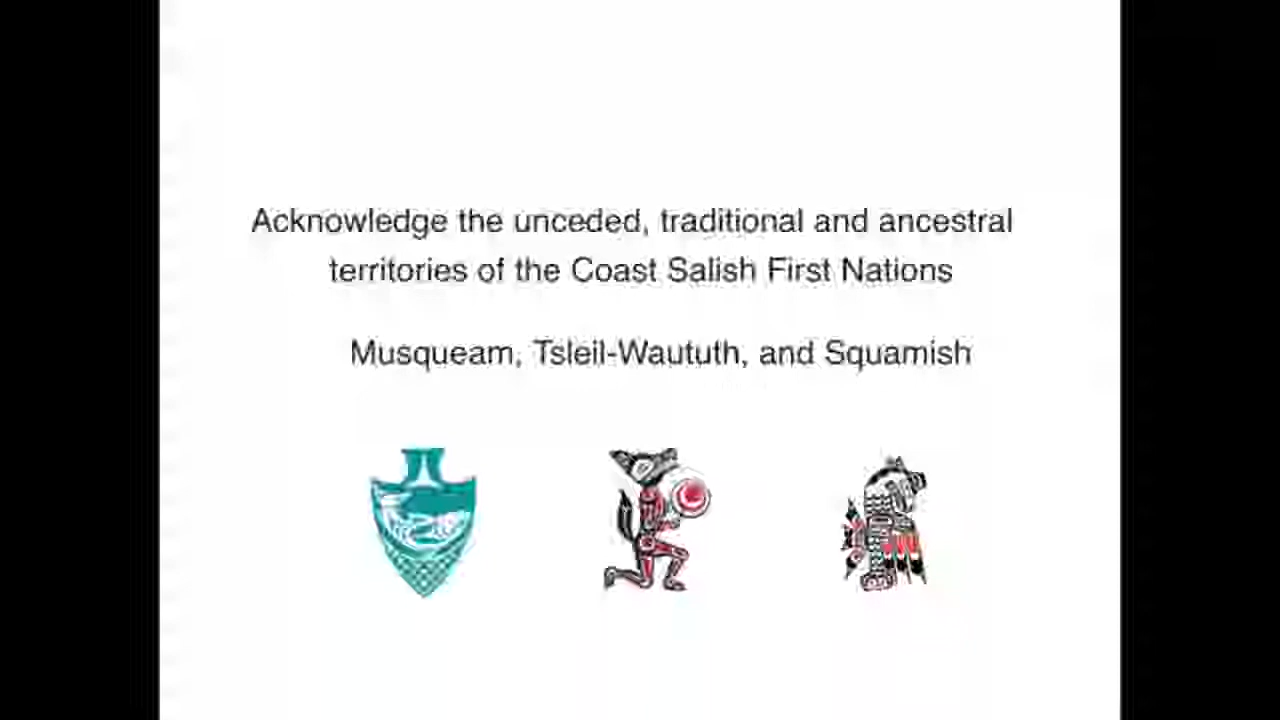 Acknowledge the unceded, traditional and ancestral
territories of the Coast Salish First Nations
Musqueam, Tsleil-Waututh, and Squamish